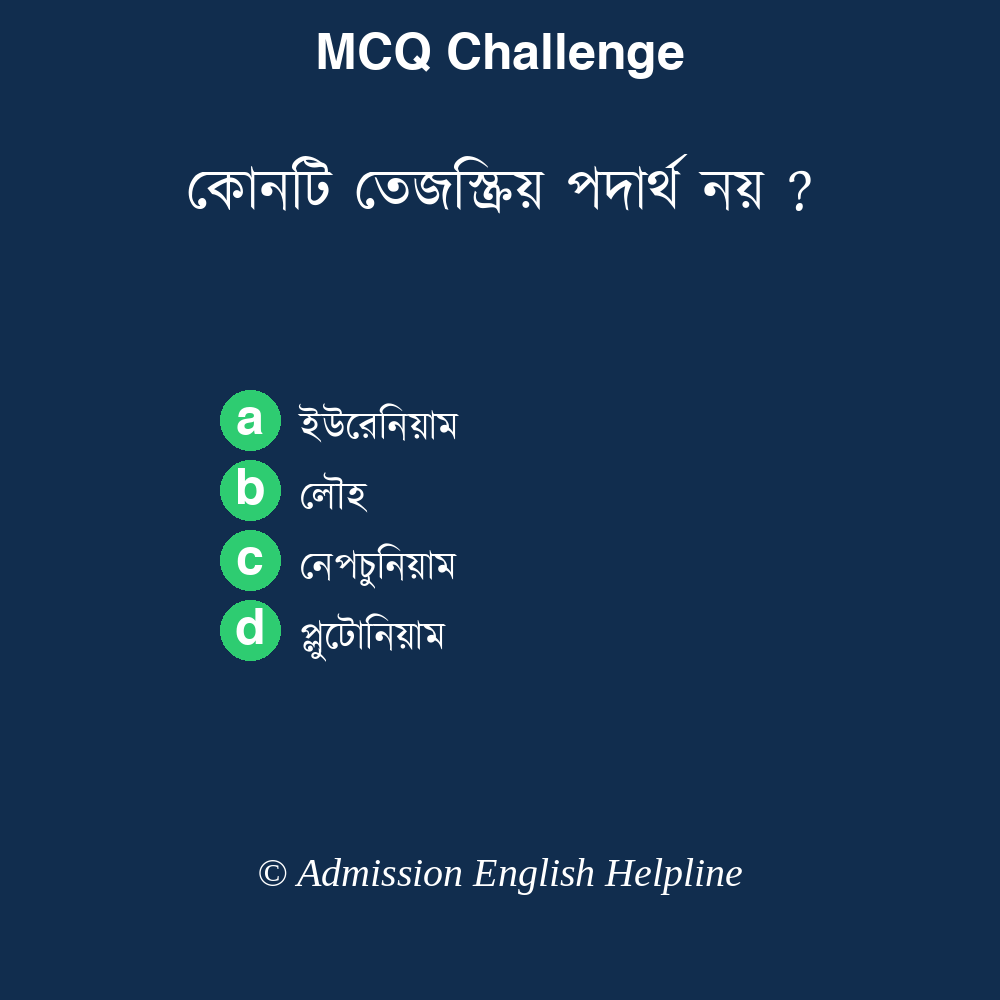 MCQ Challenge
কোনটি তেজস্ক্রিয় পদার্থ নয় ?
a ইউরেনিয়াম
b লৌহ
c নেপচুনিয়াম
d প্লুটোনিয়াম
© Admission English Helpline